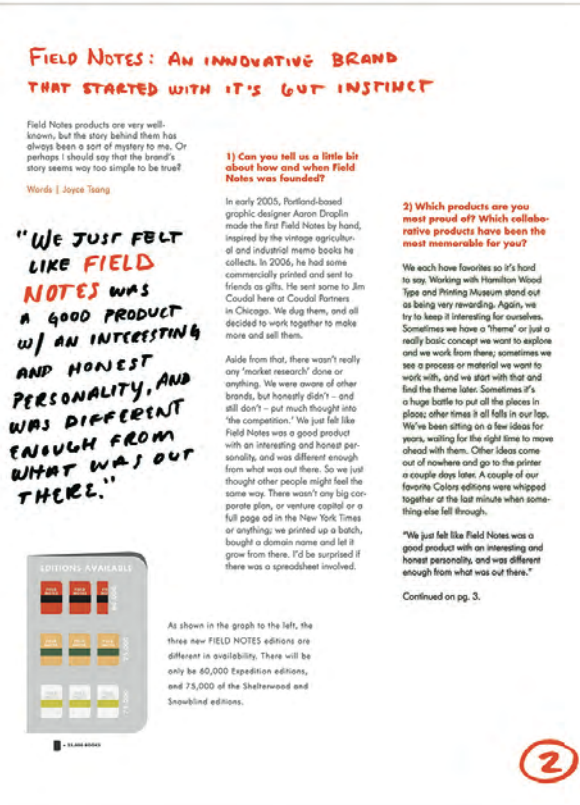 FIELD NOTES: AN INNOVATIVE BRAND
THAT STARTED WITH IT'S GUT INSTINCT
Field Notes products are very well-
known, but the story behind them has
always been a sort of mystery to me. Or
perhaps I should say that the brand's
story seems way too simple to be true?
Words | Joyce Tsang
"WE JUST FELT
LIKE FIELD
NOTES WAS
A GOOD PRODUCT
W/ AN INTERESTING
AND HONEST
PERSONALITY, AND
WAS DIFFERENT
ENOUGH FROM
WHAT WAS OUT
THERE."
1) Can you tell us a little bit
about how and when Field
Notes was founded?
In early 2005, Portland-based
graphic designer Aaron Draplin
made the first Field Notes by hand,
inspired by the vintage agricultur-
al and industrial memo books he
collects. In 2006, he had some
commercially printed and sent to
friends as gifts. He sent some to Jim
Coudal here at Coudal Partners
in Chicago. We dug them, and all
decided to work together to make
more and sell them.
Aside from that, there wasn't really
any 'market research' done or
anything. We were aware of other
brands, but honestly didn't – and
still don't – put much thought into
'the competition.' We just felt like
Field Notes was a good product
with an interesting and honest per-
sonality, and was different enough
from what was out there. So we just
thought other people might feel the
same way. There wasn't any big cor-
porate plan, or venture capital or a
full page ad in the New York Times
or anything; we printed up a batch,
bought a domain name and let it
grow from there. I'd be surprised if
there was a spreadsheet involved.
2) Which products are you
most proud of? Which collabo-
rative products have been the
most memorable for you?
We each have favorites so it's hard
to say. Working with Hamilton Wood
Type and Printing Museum stand out
as being very rewarding. Again, we
try to keep it interesting for ourselves.
Sometimes we have a 'theme' or just a
really basic concept we want to explore
and we work from there; sometimes we
see a process or material we want to
work with, and we start with that and
find the theme later. Sometimes it's
a huge battle to put all the pieces in
place; other times it all falls in our lap.
We've been sitting on a few ideas for
years, waiting for the right time to move
ahead with them. Other ideas come
out of nowhere and go to the printer
a couple days later. A couple of our
favorite Colors editions were whipped
together at the last minute when some-
thing else fell through.
"We just felt like Field Notes was a
good product with an interesting and
honest personality, and was different
enough from what was out there."
Continued on pg. 3.
EDITIONS AVAILABLE
As shown in the graph to the left, the
three new FIELD NOTES editions are
different in availability. There will be
only be 60,000 Expedition editions,
and 75,000 of the Shelterwood and
Snowblind editions.
2